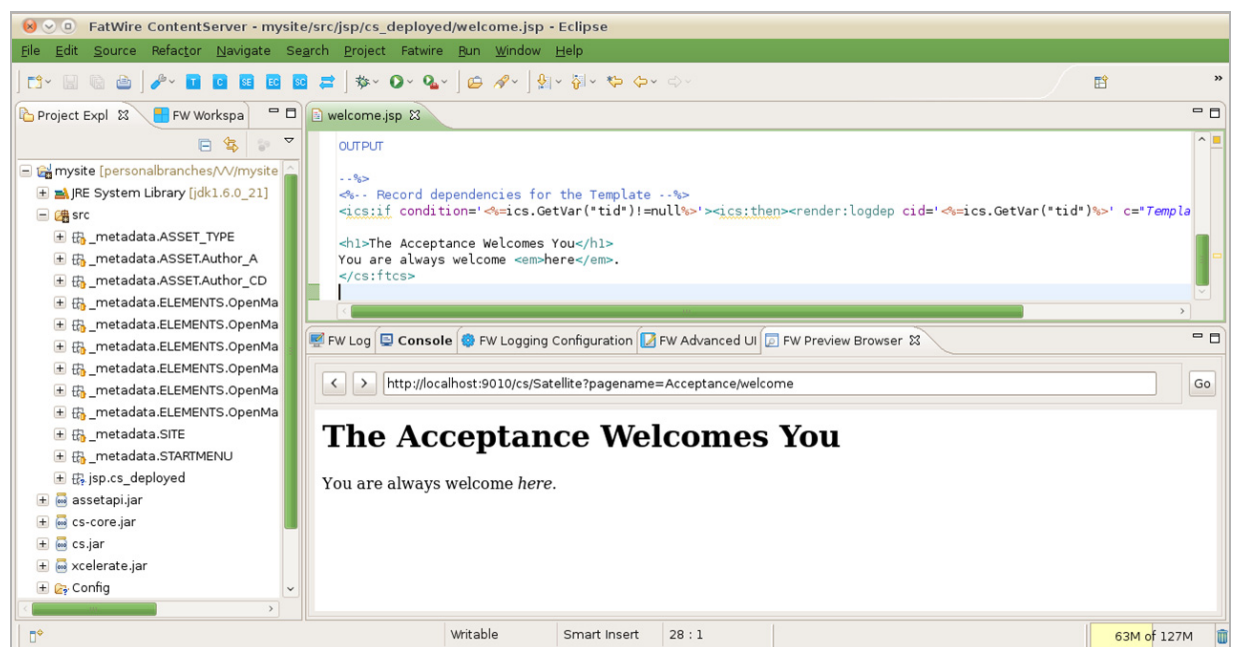 FatWire ContentServer - mysite/src/jsp/cs_deployed/welcome.jsp - Eclipse
File Edit Source Refactor Navigate Search Project Fatwire Run Window Help
T C SE EC SC
»
Project Expl FW Workspa
mysite [personalbranches/VV/mysite
JRE System Library [jdk1.6.0_21]
src
_metadata.ASSET_TYPE
_metadata.ASSET.Author_A
_metadata.ASSET.Author_CD
_metadata.ELEMENTS.OpenMa
_metadata.ELEMENTS.OpenMa
_metadata.ELEMENTS.OpenMa
_metadata.ELEMENTS.OpenMa
_metadata.ELEMENTS.OpenMa
_metadata.ELEMENTS.OpenMa
_metadata.SITE
_metadata.STARTMENU
jsp.cs_deployed
assetapi.jar
cs-core.jar
cs.jar
xcelerate.jar
Config
welcome.jsp
OUTPUT
--%>
<%-- Record dependencies for the Template --%>
<ics:if condition='<%=ics.GetVar("tid")!=null%>'><ics:then><render:logdep cid='<%=ics.GetVar("tid")%>' c="Templa
<h1>The Acceptance Welcomes You</h1>
You are always welcome <em>here</em>.
</cs:ftcs>
FW Log Console FW Logging Configuration FW Advanced UI FW Preview Browser
< > http://localhost:9010/cs/Satellite?pagename=Acceptance/welcome Go
The Acceptance Welcomes You
You are always welcome here.
Writable Smart Insert 28 : 1 63M of 127M